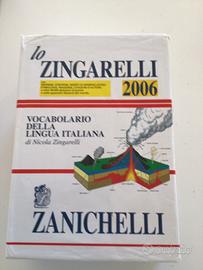 lo
ZINGARELLI
2006
VOCABOLARIO
DELLA
LINGUA ITALIANA
di Nicola Zingarelli
ZANICHELLI